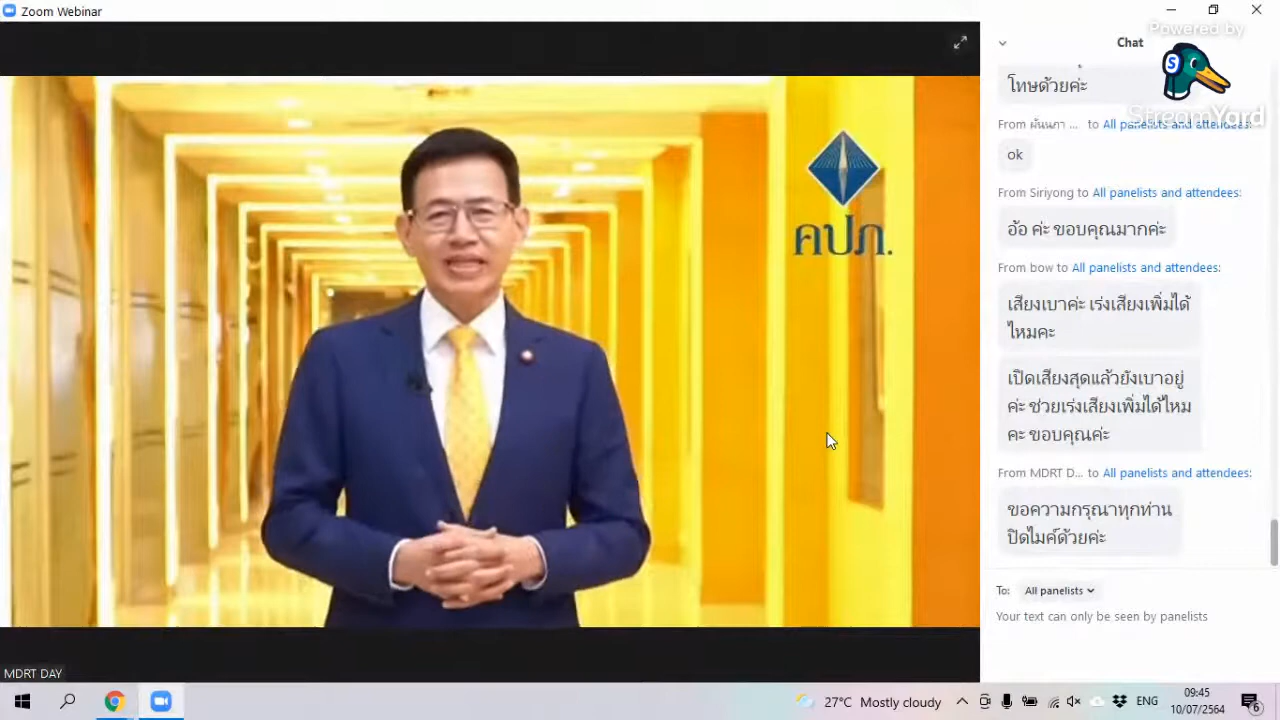 Zoom Webinar
Powered by
Chat
StreamYard
คปภ.
โทษด้วยค่ะ
to All panelists and attendees:
ok
From Siriyong to All panelists and attendees:
อ้อ ค่ะ ขอบคุณมากค่ะ
From bow to All panelists and attendees:
เสียงเบาค่ะ เร่งเสียงเพิ่มได้
ไหมคะ
เปิดเสียงสุดแล้วยังเบาอยู่
ค่ะ ช่วยเร่งเสียงเพิ่มได้ไหม
คะ ขอบคุณค่ะ
From MDRT D... to All panelists and attendees:
ขอความกรุณาทุกท่าน
ปิดไมค์ด้วยค่ะ
To: All panelists
Your text can only be seen by panelists
MDRT DAY
27°C Mostly cloudy
ENG
09:45
10/07/2564
6